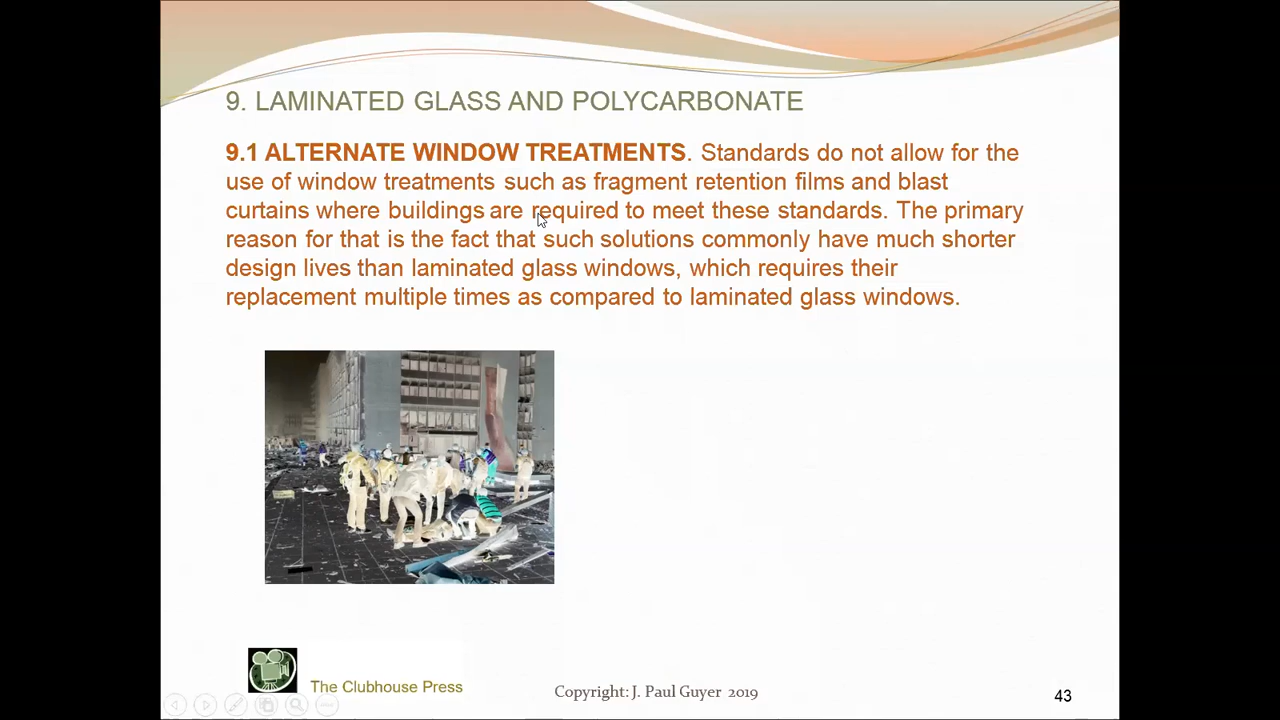 9. LAMINATED GLASS AND POLYCARBONATE
9.1 ALTERNATE WINDOW TREATMENTS. Standards do not allow for the
use of window treatments such as fragment retention films and blast
curtains where buildings are required to meet these standards. The primary
reason for that is the fact that such solutions commonly have much shorter
design lives than laminated glass windows, which requires their
replacement multiple times as compared to laminated glass windows.
The Clubhouse Press
Copyright: J. Paul Guyer 2019
43